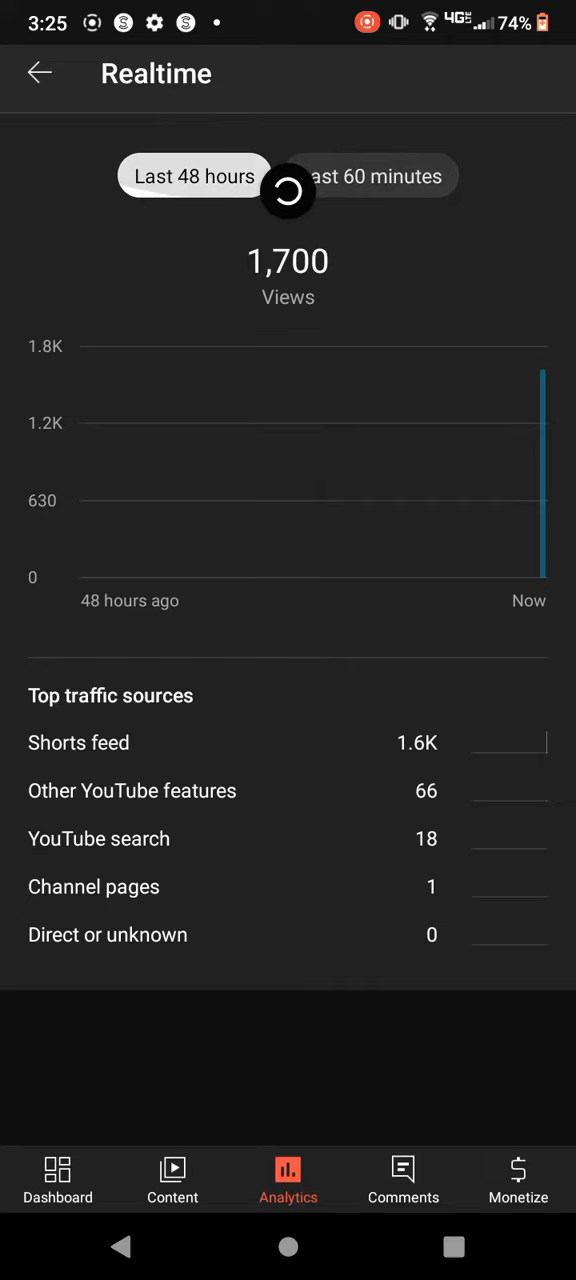 3:25
4G
74%
Realtime
Last 48 hours
ast 60 minutes
1,700
Views
1.8K
1.2K
630
0
48 hours ago Now
Top traffic sources
Shorts feed 1.6K
Other YouTube features 66
YouTube search 18
Channel pages 1
Direct or unknown 0
Dashboard Content Analytics Comments Monetize